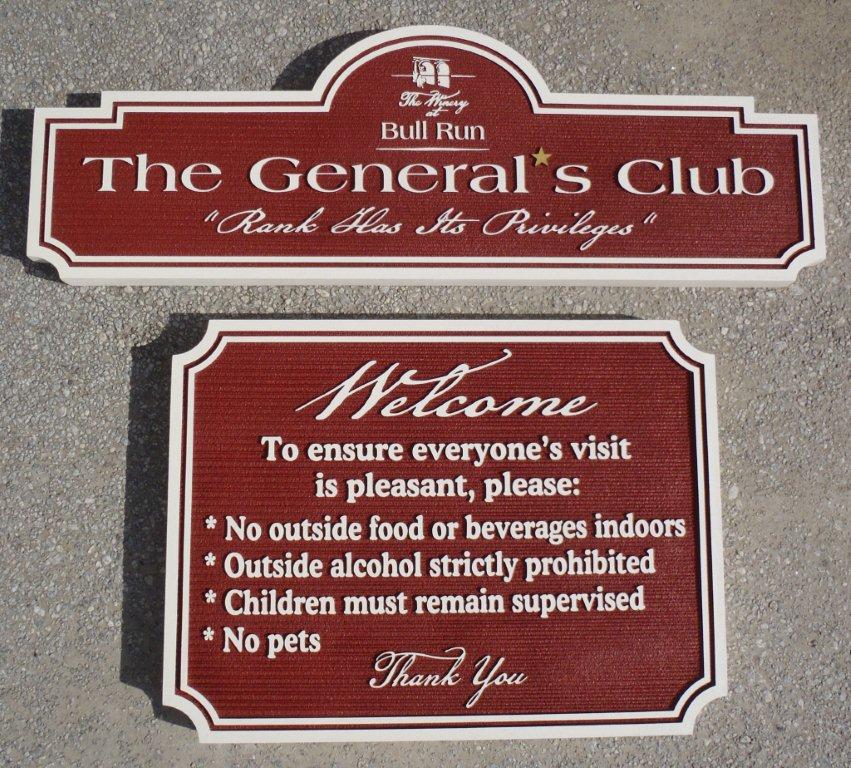 The Winery
at
Bull Run
The General's Club
"Rank Has Its Privileges"
Welcome
To ensure everyone's visit
is pleasant, please:
* No outside food or beverages indoors
* Outside alcohol strictly prohibited
* Children must remain supervised
* No pets
Thank You